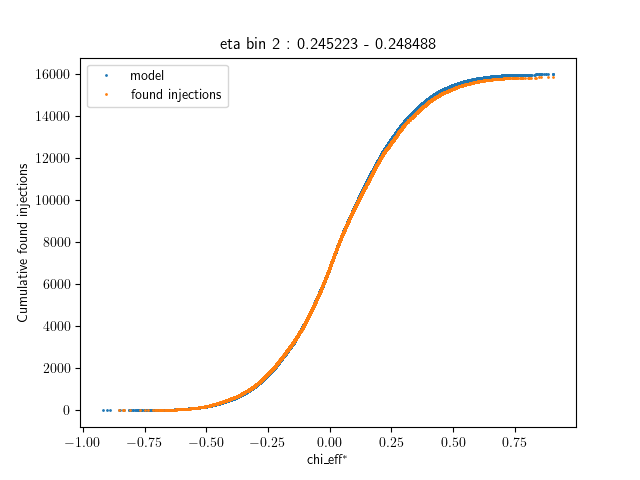 eta bin 2 : 0.245223 - 0.248488
model
found injections
Cumulative found injections
16000
14000
12000
10000
8000
6000
4000
2000
0
−1.00 −0.75 −0.50 −0.25 0.00 0.25 0.50 0.75
chi_eff*